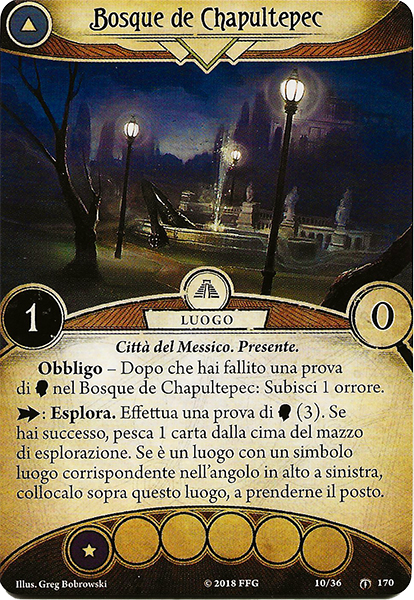 Bosque de Chapultepec
1
LUOGO
0
Città del Messico. Presente.
Obbligo – Dopo che hai fallito una prova
di nel Bosque de Chapultepec: Subisci 1 orrore.
: Esplora. Effettua una prova di (3). Se
hai successo, pesca 1 carta dalla cima del mazzo
di esplorazione. Se è un luogo con un simbolo
luogo corrispondente nell'angolo in alto a sinistra,
collocalo sopra questo luogo, a prenderne il posto.
Illus. Greg Bobrowski © 2018 FFG 10/36 170